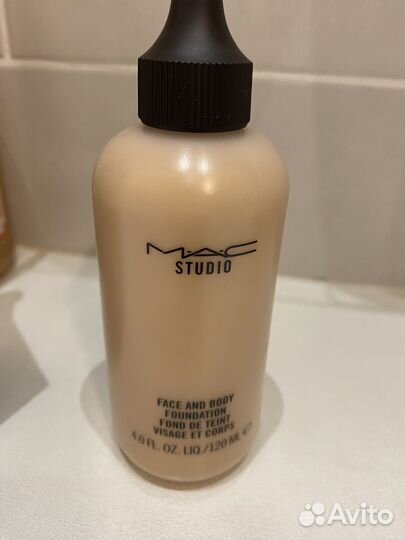 M·A·C
STUDIO
FACE AND BODY
FOUNDATION
FOND DE TEINT
VISAGE ET CORPS
4.0 FL. OZ. LIQ. / 120 ML ℮
Avito